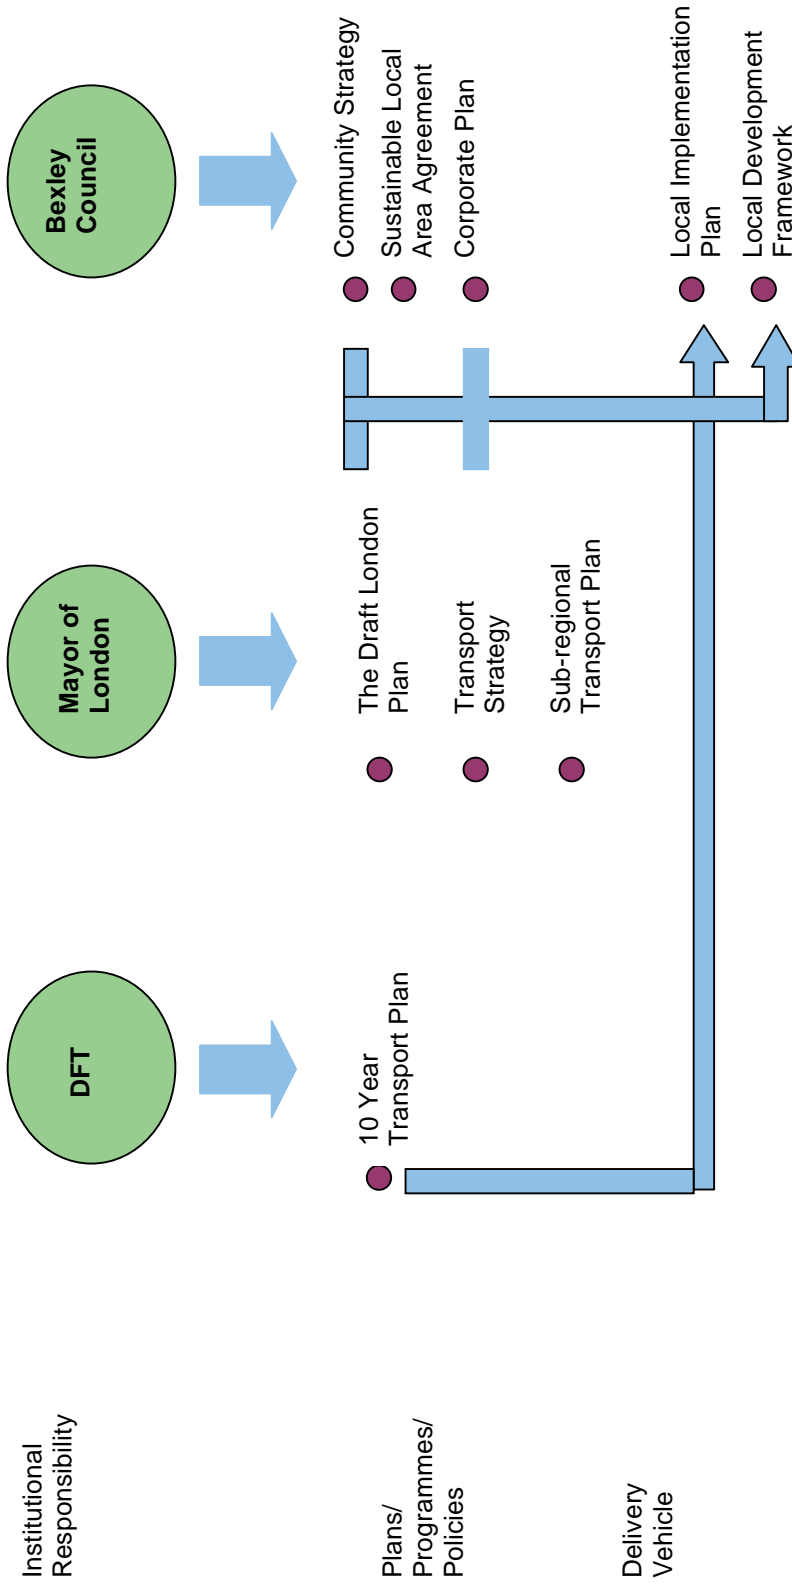 Institutional
Responsibility
DFT
Mayor of
London
Bexley
Council
Plans/
Programmes/
Policies
10 Year
Transport Plan
The Draft London
Plan
Transport
Strategy
Sub-regional
Transport Plan
Community Strategy
Sustainable Local
Area Agreement
Corporate Plan
Delivery
Vehicle
Local Implementation
Plan
Local Development
Framework